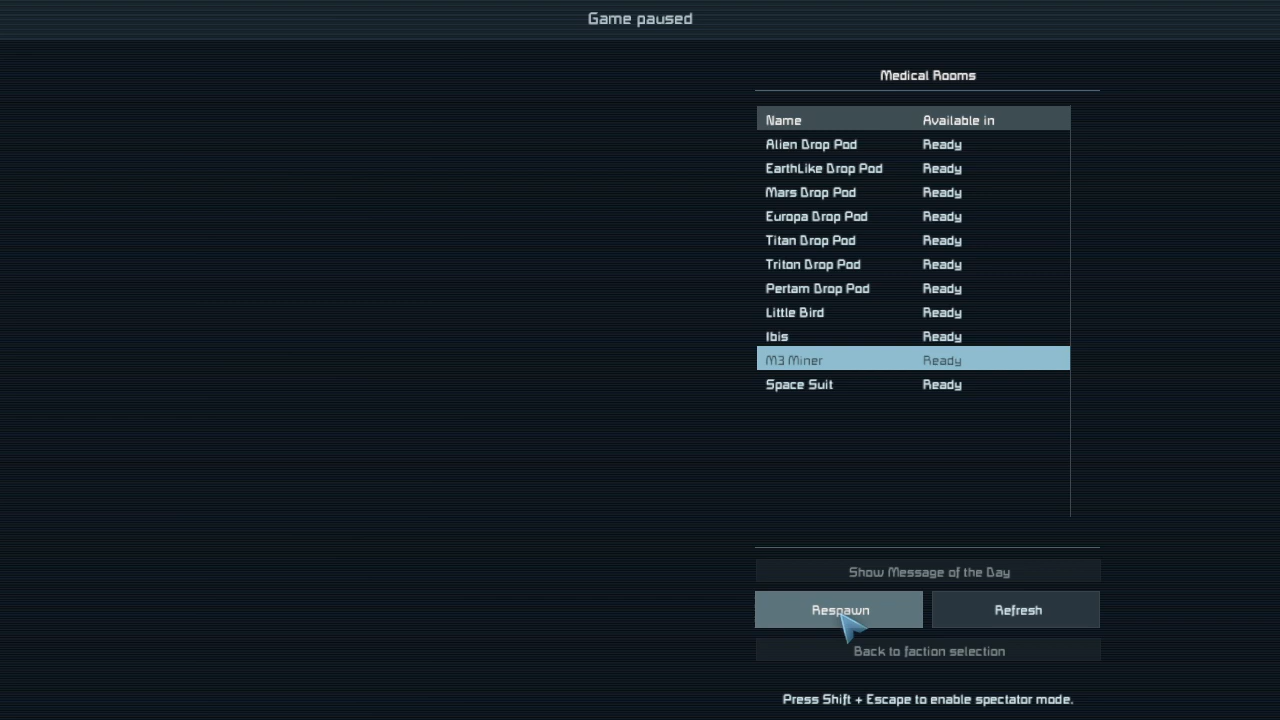 Game paused
Medical Rooms
Name Available in
Alien Drop Pod Ready
EarthLike Drop Pod Ready
Mars Drop Pod Ready
Europa Drop Pod Ready
Titan Drop Pod Ready
Triton Drop Pod Ready
Pertam Drop Pod Ready
Little Bird Ready
Ibis Ready
M3 Miner Ready
Space Suit Ready
Show Message of the Day
Respawn Refresh
Back to faction selection
Press Shift + Escape to enable spectator mode.